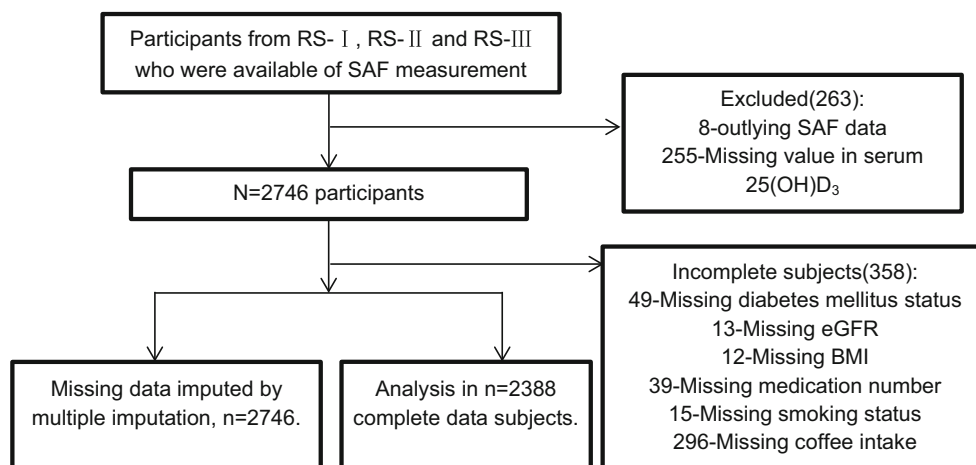 Participants from RS- Ⅰ, RS- Ⅱ and RS-III
who were available of SAF measurement
Excluded(263):
8-outlying SAF data
255-Missing value in serum
25(OH)D₃
N=2746 participants
Incomplete subjects(358):
49-Missing diabetes mellitus status
13-Missing eGFR
12-Missing BMI
39-Missing medication number
15-Missing smoking status
296-Missing coffee intake
Missing data imputed by
multiple imputation, n=2746.
Analysis in n=2388
complete data subjects.